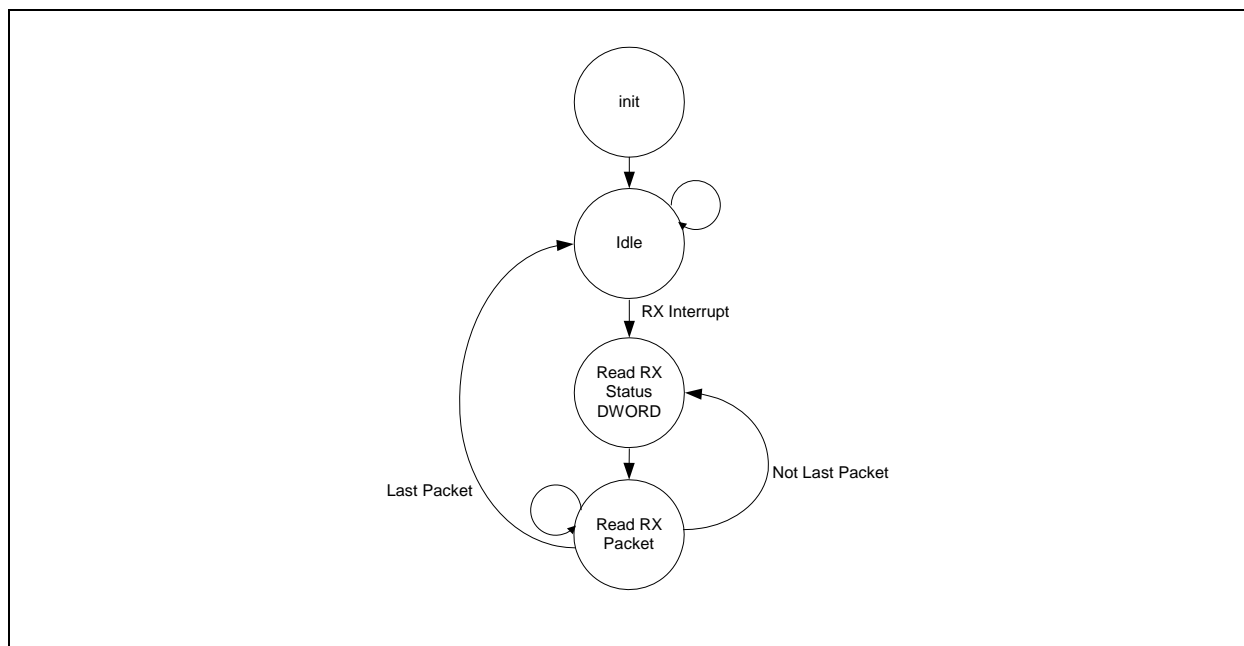 init
Idle
RX Interrupt
Read RX
Status
DWORD
Not Last Packet
Last Packet
Read RX
Packet